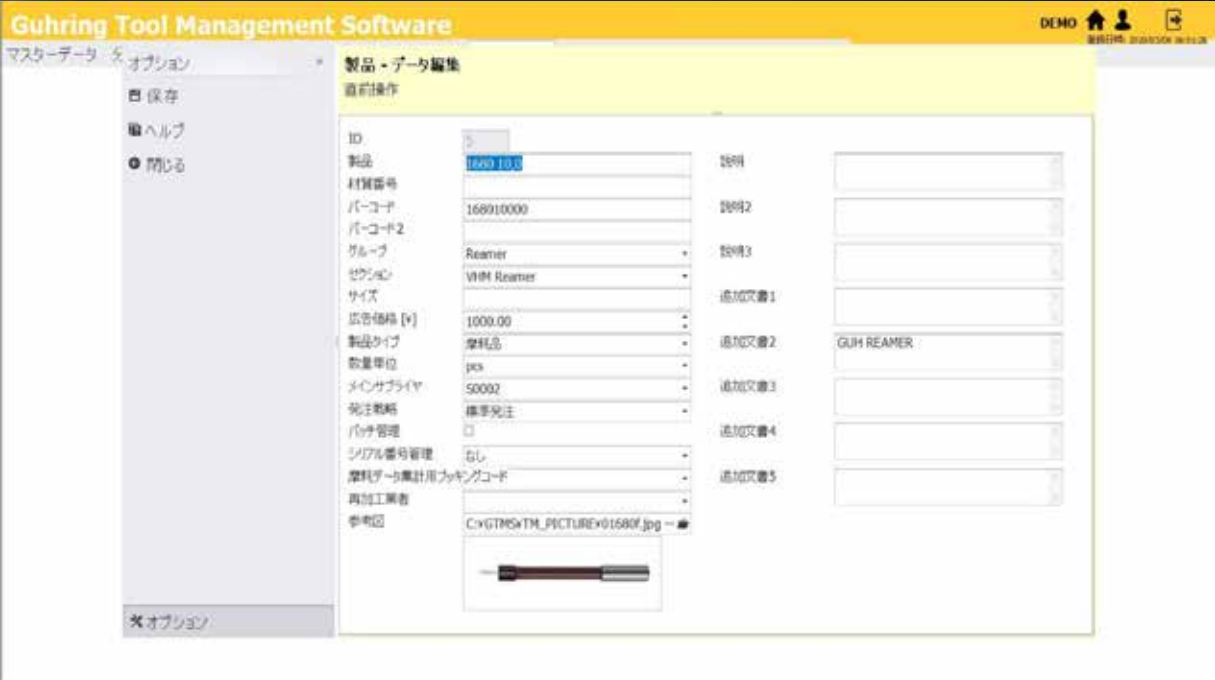 Guhring Tool Management Software
DEMO
マスターデータ
オプション
保存
ヘルプ
閉じる
オプション
製品・データ編集
直前操作
ID 5
製品 1680 10,0
材質番号
バーコード 168010000
バーコード2
グループ Reamer
セクション VHM Reamer
サイズ
広告価格 [¥] 1000.00
製品タイプ 摩耗品
数量単位 pcs
メインサプライヤ S0002
発注戦略 標準発注
バッチ管理
シリアル番号管理 なし
摩耗データ集計用ブッキングコード
再加工業者
参考図 C:¥GTMS¥TM_PICTURE¥01680f.jpg
説明
説明2
説明3
追加文書1
追加文書2 GUH REAMER
追加文書3
追加文書4
追加文書5